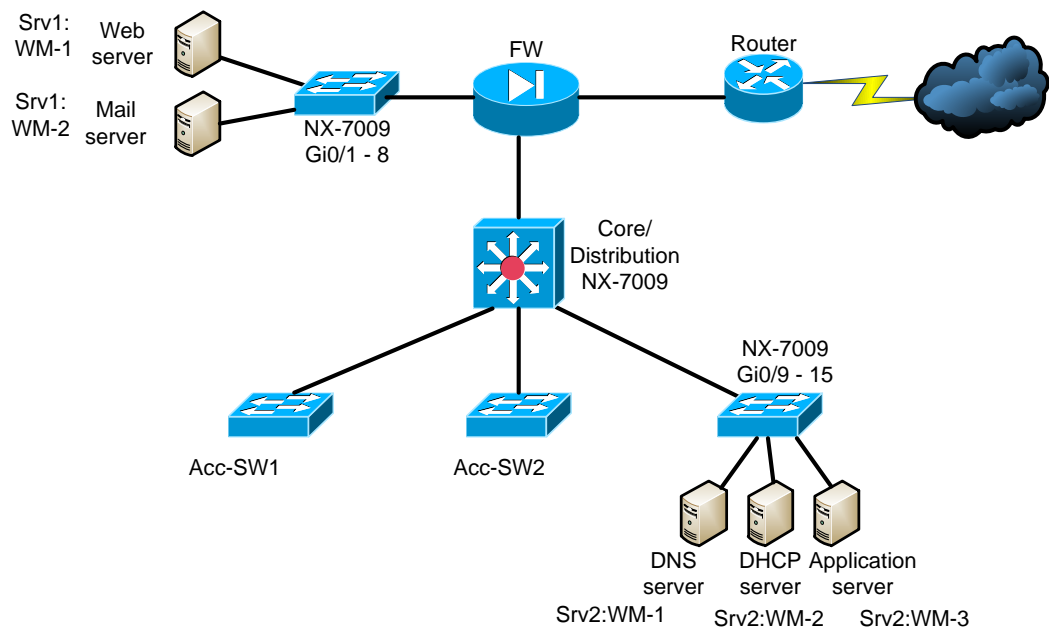 Srv1:
WM-1
Web
server
Srv1:
WM-2
Mail
server
NX-7009
Gi0/1 - 8
FW
Router
Core/
Distribution
NX-7009
NX-7009
Gi0/9 - 15
Acc-SW1
Acc-SW2
DNS
server
DHCP
server
Application
server
Srv2:WM-1
Srv2:WM-2
Srv2:WM-3